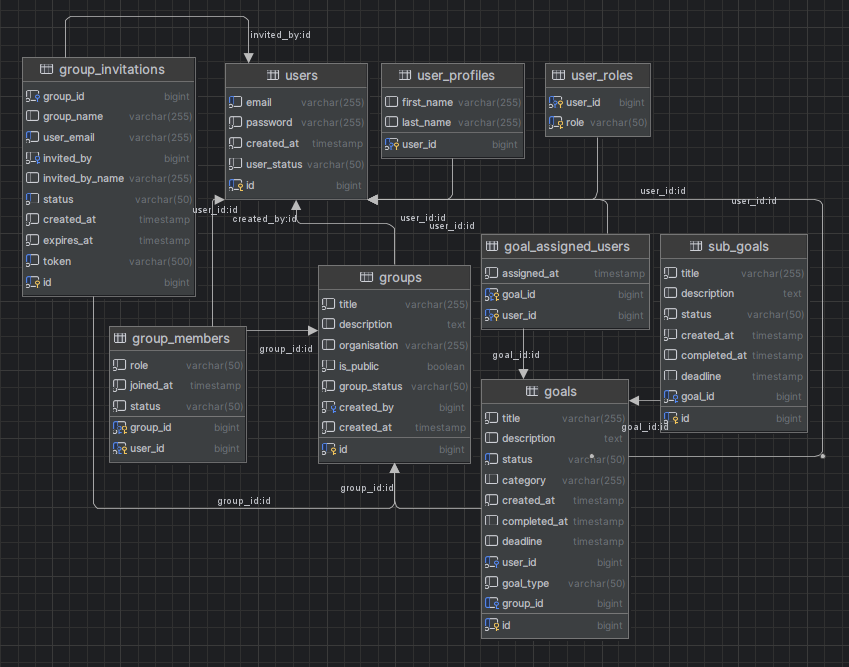 invited_by:id
group_invitations
group_id bigint
group_name varchar(255)
user_email varchar(255)
invited_by bigint
invited_by_name varchar(255)
status varchar(50)
created_at timestamp
expires_at timestamp
token varchar(500)
id bigint
users
email varchar(255)
password varchar(255)
created_at timestamp
user_status varchar(50)
id bigint
user_profiles
first_name varchar(255)
last_name varchar(255)
user_id bigint
user_roles
user_id bigint
role varchar(50)
user_id:id
created_by:id
user_id:id
user_id:id
user_id:id
user_id:id
groups
title varchar(255)
description text
organisation varchar(255)
is_public boolean
group_status varchar(50)
created_by bigint
created_at timestamp
id bigint
goal_assigned_users
assigned_at timestamp
goal_id bigint
user_id bigint
sub_goals
title varchar(255)
description text
status varchar(50)
created_at timestamp
completed_at timestamp
deadline timestamp
goal_id bigint
id bigint
group_members
role varchar(50)
joined_at timestamp
status varchar(50)
group_id bigint
user_id bigint
group_id:id
goal_id:id
goal_id:id
goals
title varchar(255)
description text
status varchar(50)
category varchar(255)
created_at timestamp
completed_at timestamp
deadline timestamp
user_id bigint
goal_type varchar(50)
group_id bigint
id bigint
group_id:id
group_id:id